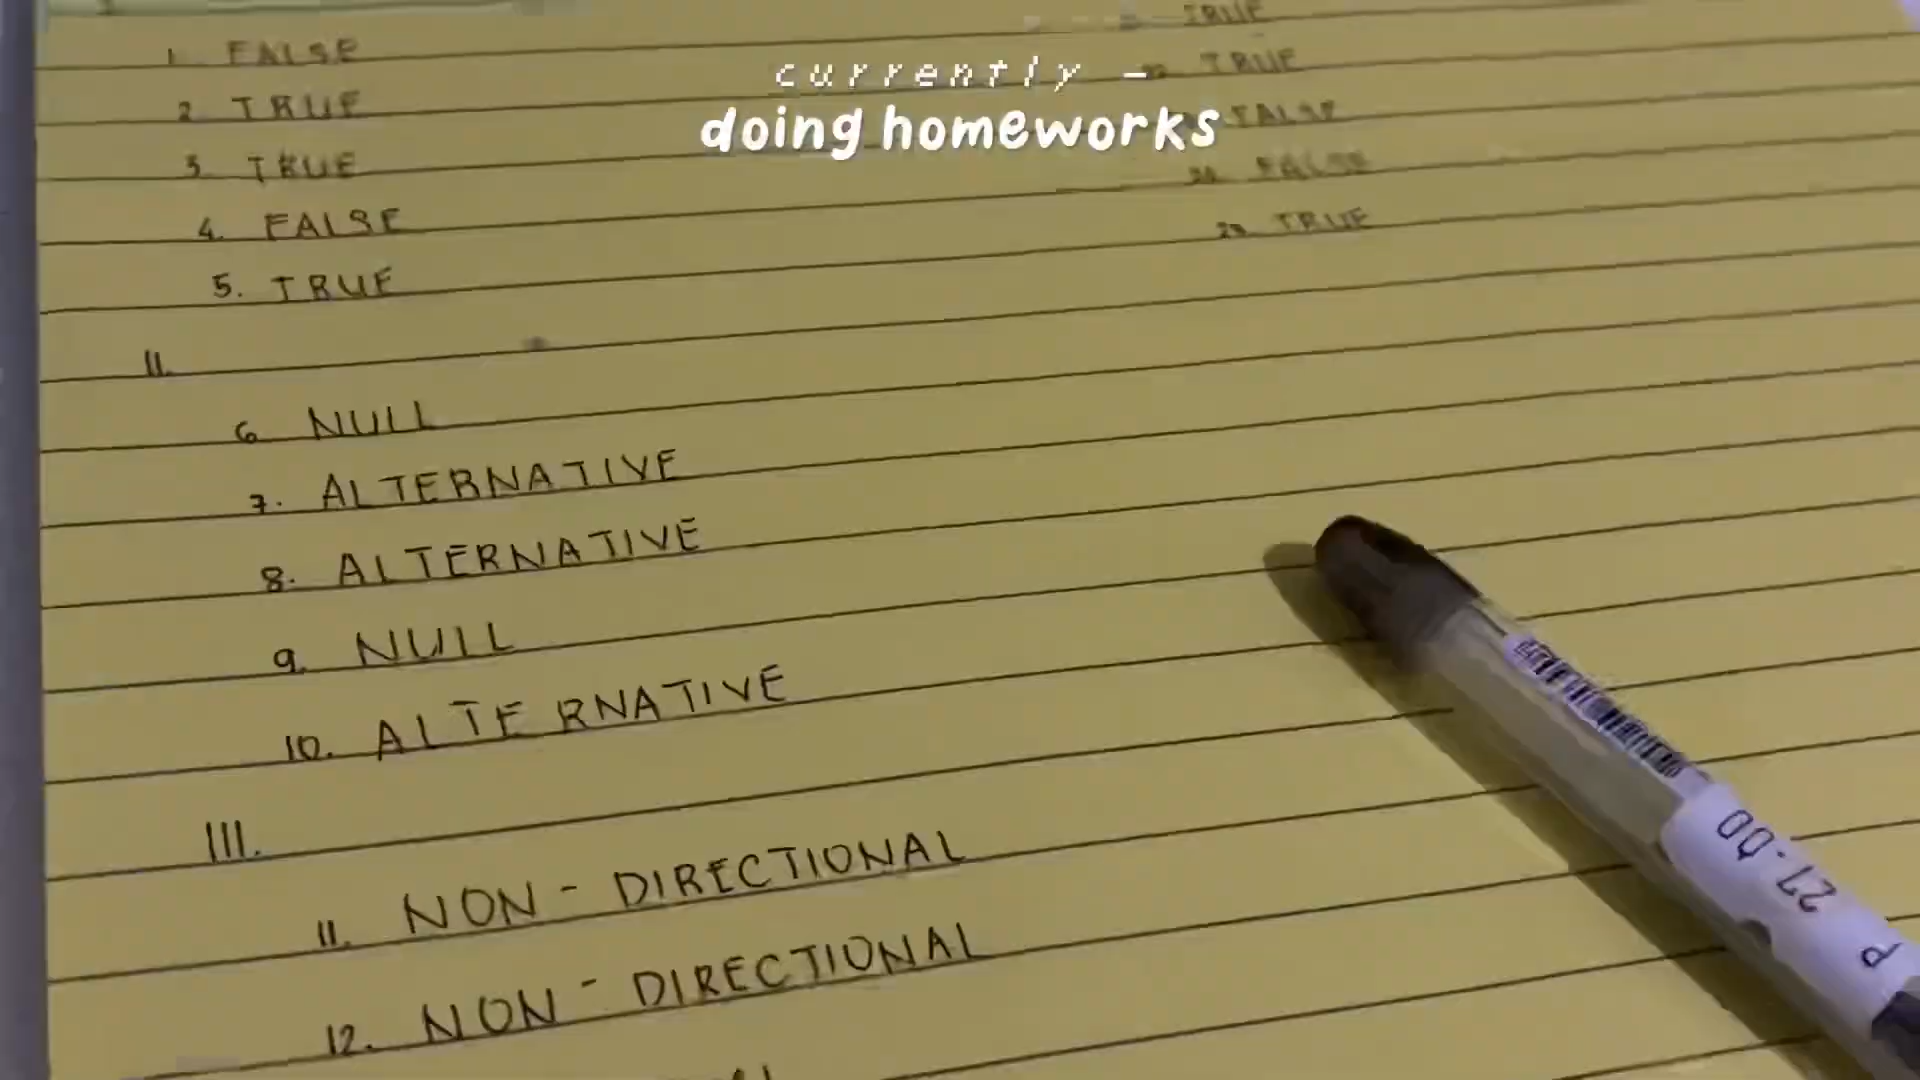 currently -
doing homeworks
1. FALSE
2. TRUE
3. TRUE
4. FALSE
5. TRUE
II.
6 NULL
7. ALTERNATIVE
8. ALTERNATIVE
9. NULL
10. ALTERNATIVE
III.
11. NON - DIRECTIONAL
12. NON - DIRECTIONAL
TRUE
TRUE
FALSE
FALSE
TRUE
P 27.00